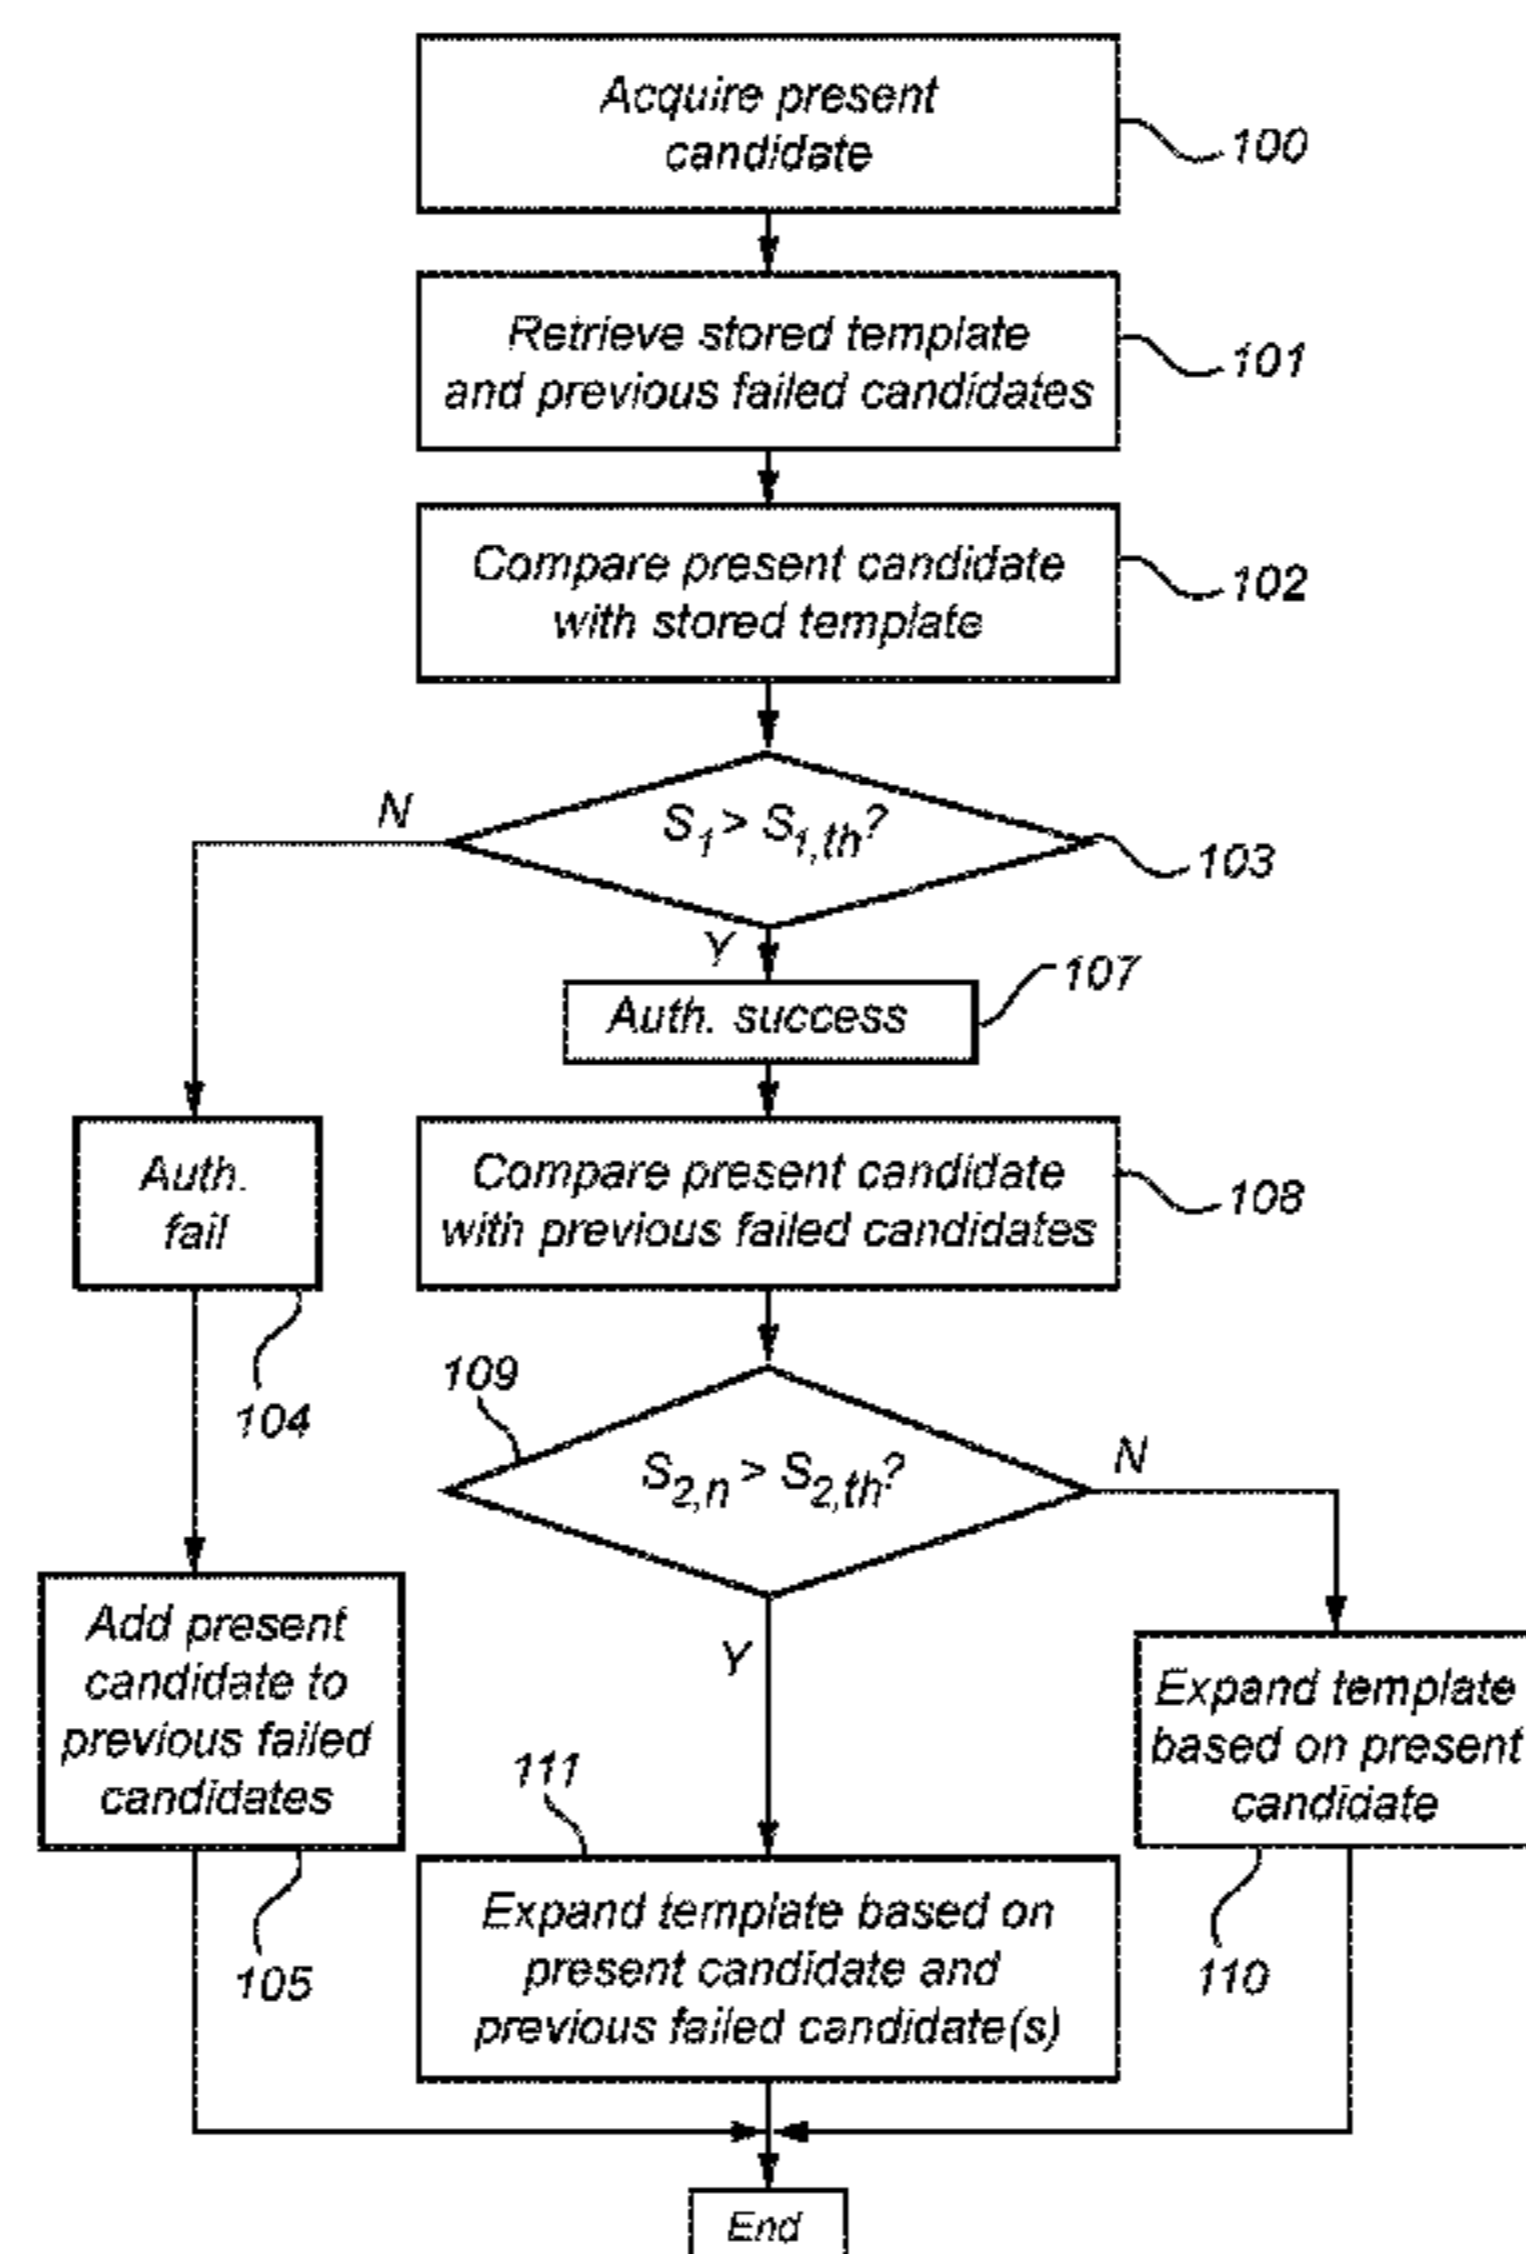 Acquire present
candidate
100
Retrieve stored template
and previous failed candidates
101
Compare present candidate
with stored template
102
N
S1 > S1,th?
103
Y
Auth. success
107
Auth.
fail
104
Compare present candidate
with previous failed candidates
108
109
S2,n > S2,th?
N
Y
Add present
candidate to
previous failed
candidates
105
Expand template
based on present
candidate
110
111
Expand template based on
present candidate and
previous failed candidate(s)
End